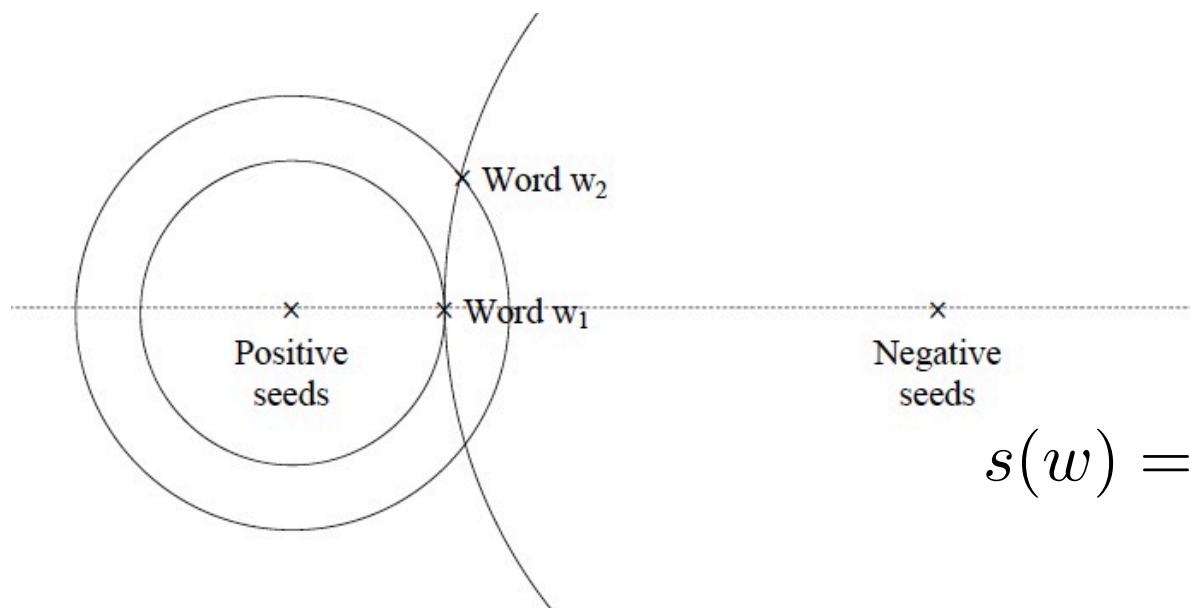 Word w₂
Word w₁
Positive
seeds
Negative
seeds
s(w) =